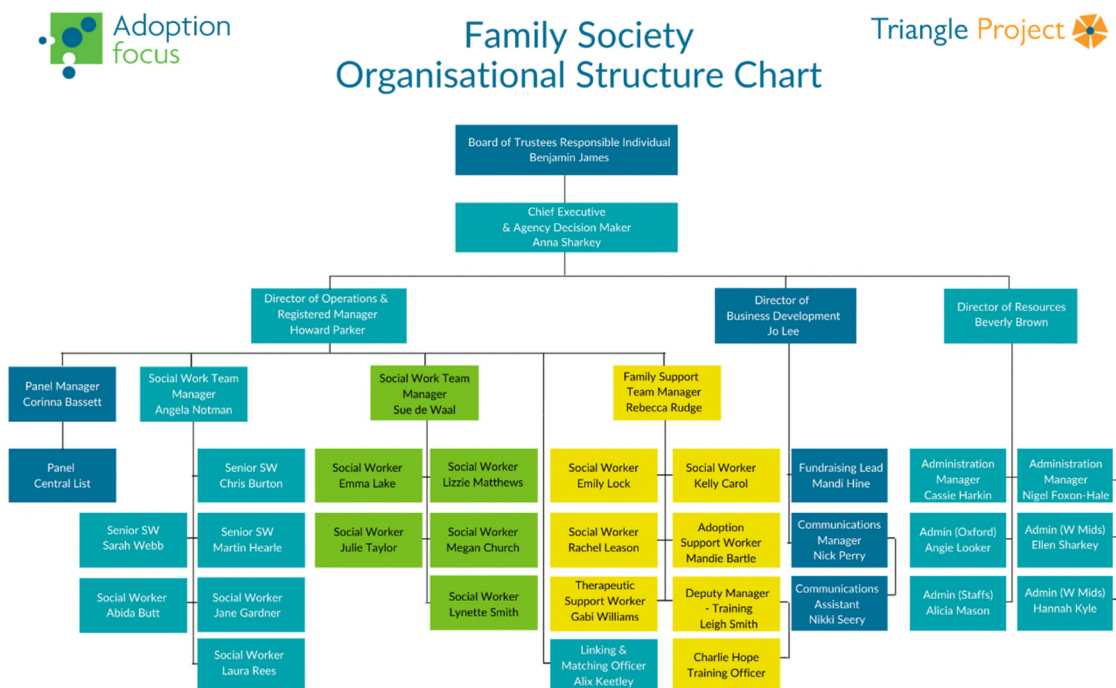 Adoption
focus
Family Society
Organisational Structure Chart
Triangle Project
Board of Trustees Responsible Individual
Benjamin James
Chief Executive
& Agency Decision Maker
Anna Sharkey
Director of Operations &
Registered Manager
Howard Parker
Director of
Business Development
Jo Lee
Director of Resources
Beverly Brown
Panel Manager
Corinna Bassett
Social Work Team
Manager
Angela Notman
Social Work Team
Manager
Sue de Waal
Family Support
Team Manager
Rebecca Rudge
Panel
Central List
Senior SW
Chris Burton
Social Worker
Emma Lake
Social Worker
Lizzie Matthews
Social Worker
Emily Lock
Social Worker
Kelly Carol
Fundraising Lead
Mandi Hine
Administration
Manager
Cassie Harkin
Administration
Manager
Nigel Foxon-Hale
Senior SW
Sarah Webb
Senior SW
Martin Hearle
Social Worker
Julie Taylor
Social Worker
Megan Church
Social Worker
Rachel Leason
Adoption
Support Worker
Mandie Bartle
Communications
Manager
Nick Perry
Admin (Oxford)
Angie Looker
Admin (W Mids)
Ellen Sharkey
Social Worker
Abida Butt
Social Worker
Jane Gardner
Social Worker
Lynette Smith
Therapeutic
Support Worker
Gabi Williams
Deputy Manager
- Training
Leigh Smith
Communications
Assistant
Nikki Seery
Admin (Staffs)
Alicia Mason
Admin (W Mids)
Hannah Kyle
Social Worker
Laura Rees
Linking &
Matching Officer
Alix Keetley
Charlie Hope
Training Officer